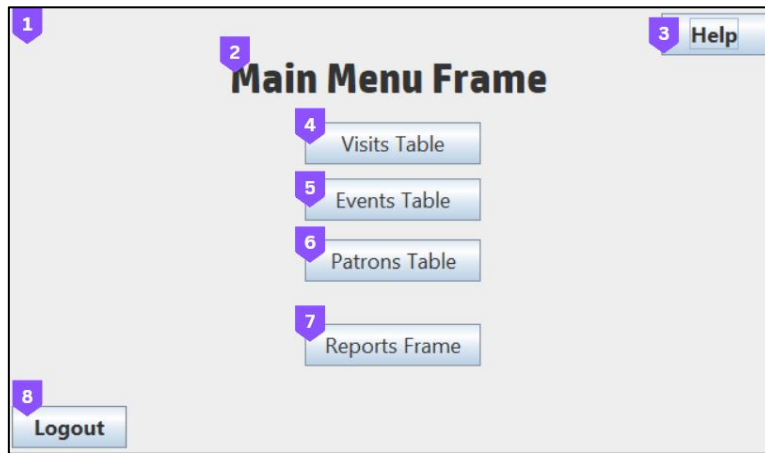 1
3 Help
2
Main Menu Frame
4
Visits Table
5
Events Table
6
Patrons Table
7
Reports Frame
8
Logout